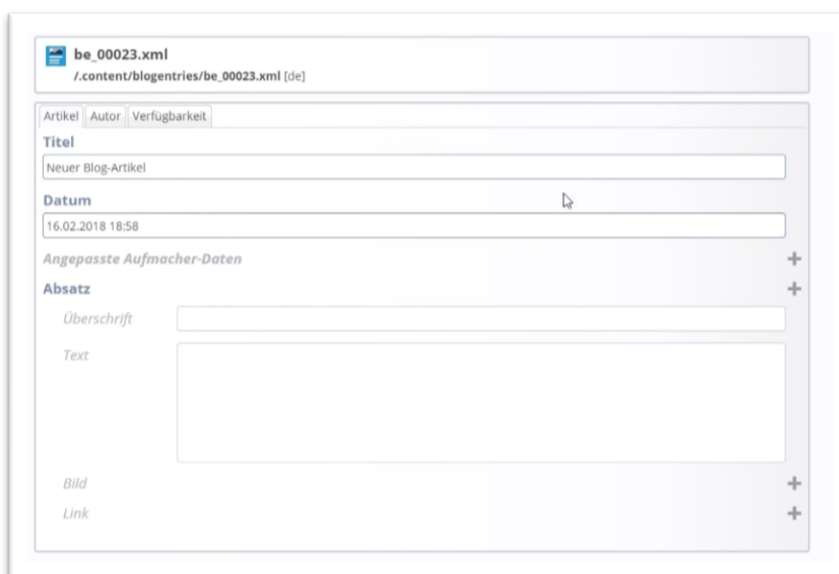 be_00023.xml
/.content/blogentries/be_00023.xml [de]
Artikel Autor Verfügbarkeit
Titel
Neuer Blog-Artikel
Datum
16.02.2018 18:58
Angepasste Aufmacher-Daten
Absatz
Überschrift
Text
Bild
Link